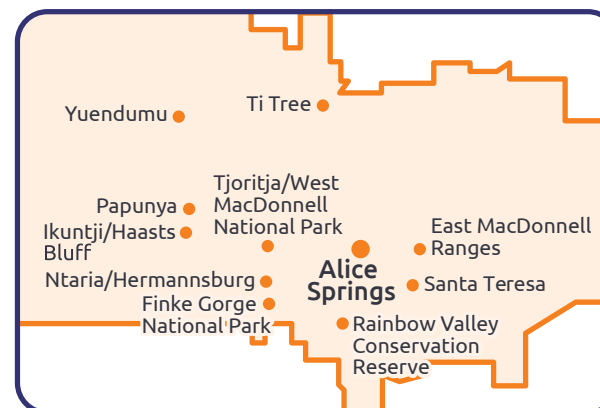 Ti Tree
Yuendumu
Tjoritja/West
MacDonnell
National Park
Papunya
Ikuntji/Haasts
Bluff
East MacDonnell
Ranges
Alice
Springs
Ntaria/Hermannsburg
Santa Teresa
Finke Gorge
National Park
Rainbow Valley
Conservation
Reserve